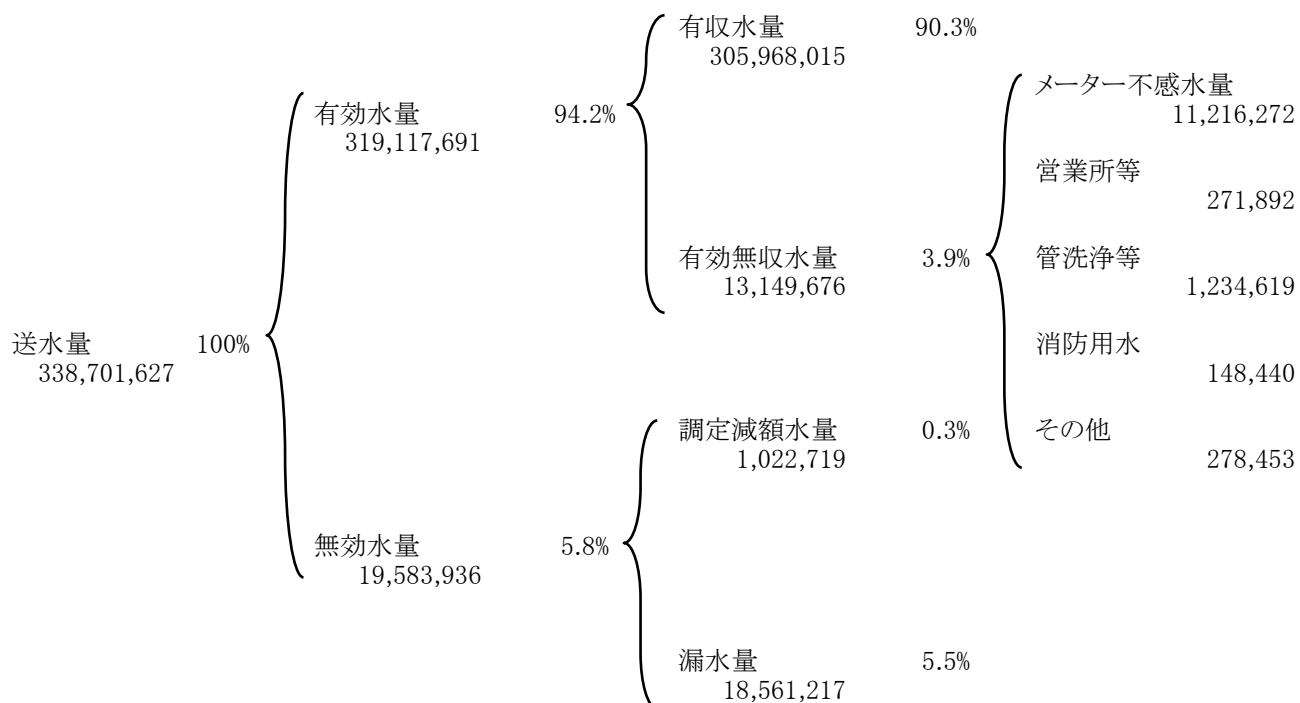 有収水量 90.3%
305,968,015
メーター不感水量
11,216,272
有効水量 94.2%
319,117,691
営業所等
271,892
有効無収水量 3.9%
13,149,676
管洗浄等
1,234,619
送水量 100%
338,701,627
消防用水
148,440
調定減額水量 0.3%
1,022,719
その他
278,453
無効水量 5.8%
19,583,936
漏水量 5.5%
18,561,217